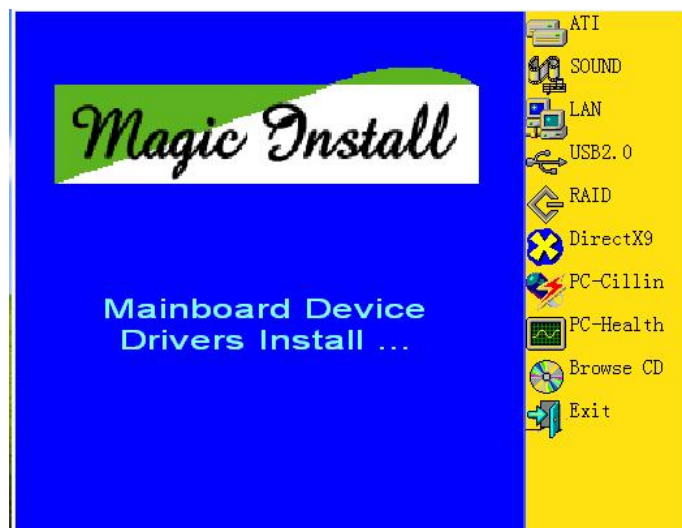 Magic Install
Mainboard Device
Drivers Install ...
ATI
SOUND
LAN
USB2.0
RAID
DirectX9
PC-Cillin
PC-Health
Browse CD
Exit